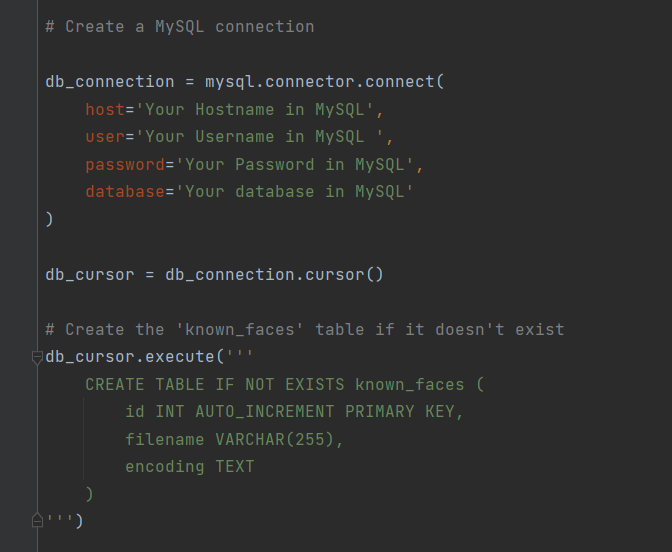 # Create a MySQL connection
db_connection = mysql.connector.connect(
host='Your Hostname in MySQL',
user='Your Username in MySQL ',
password='Your Password in MySQL',
database='Your database in MySQL'
)
db_cursor = db_connection.cursor()
# Create the 'known_faces' table if it doesn't exist
db_cursor.execute('''
CREATE TABLE IF NOT EXISTS known_faces (
id INT AUTO_INCREMENT PRIMARY KEY,
filename VARCHAR(255),
encoding TEXT
)
''')